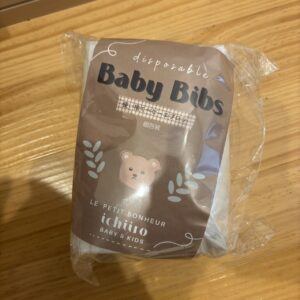 disposable
Baby Bibs
LE PETIT BONHEUR
ichiiro
BABY & KIDS